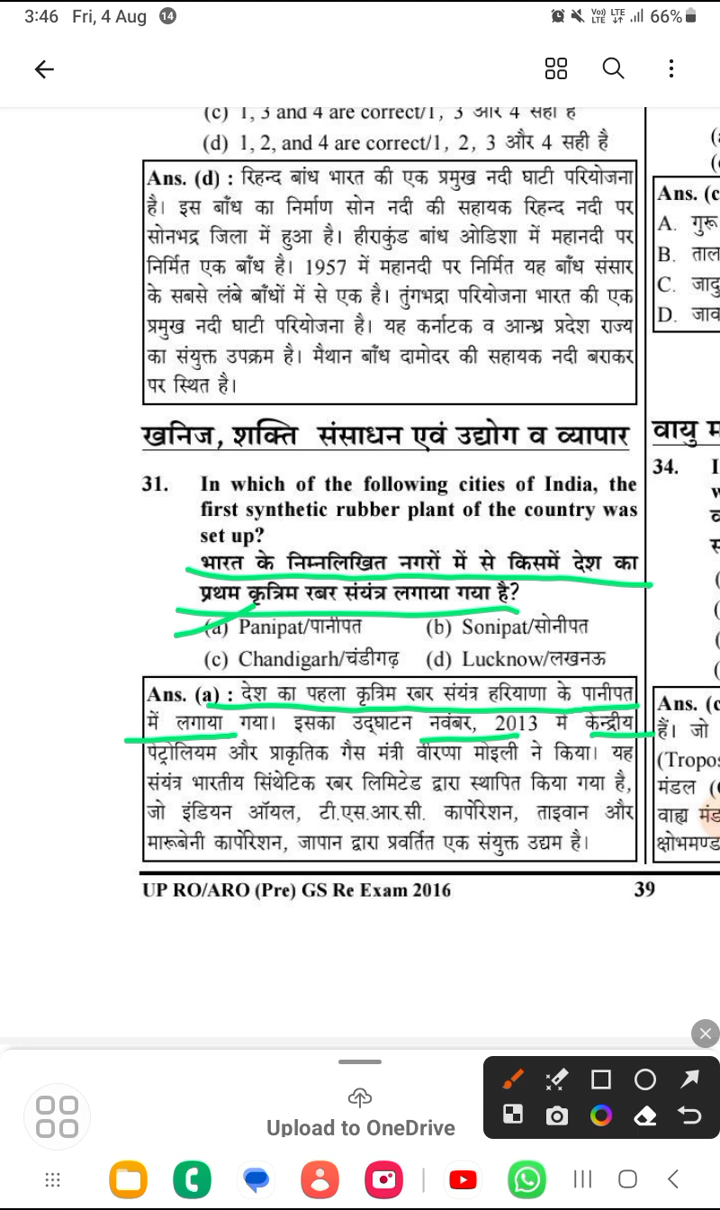 3:46 Fri, 4 Aug 14
Vo)) LTE LTE 66%
(c) 1, 3 and 4 are correct/1, 3 और 4 सही है
(d) 1, 2, and 4 are correct/1, 2, 3 और 4 सही है
Ans. (d) : रिहन्द बांध भारत की एक प्रमुख नदी घाटी परियोजना
है। इस बाँध का निर्माण सोन नदी की सहायक रिहन्द नदी पर
सोनभद्र जिला में हुआ है। हीराकुंड बांध ओडिशा में महानदी पर
निर्मित एक बाँध है। 1957 में महानदी पर निर्मित यह बाँध संसार
के सबसे लंबे बाँधों में से एक है। तुंगभद्रा परियोजना भारत की एक
प्रमुख नदी घाटी परियोजना है। यह कर्नाटक व आन्ध्र प्रदेश राज्य
का संयुक्त उपक्रम है। मैथान बाँध दामोदर की सहायक नदी बराकर
पर स्थित है।
खनिज, शक्ति संसाधन एवं उद्योग व व्यापार
31. In which of the following cities of India, the
first synthetic rubber plant of the country was
set up?
भारत के निम्नलिखित नगरों में से किसमें देश का
प्रथम कृत्रिम रबर संयंत्र लगाया गया है?
(a) Panipat/पानीपत (b) Sonipat/सोनीपत
(c) Chandigarh/चंडीगढ़ (d) Lucknow/लखनऊ
Ans. (a) : देश का पहला कृत्रिम रबार संयंत्र हरियाणा के पानीपत
में लगाया गया। इसका उद्घाटन नवंबर, 2013 में केन्द्रीय
पेट्रोलियम और प्राकृतिक गैस मंत्री वीरप्पा मोइली ने किया। यह
संयंत्र भारतीय सिंथेटिक रबर लिमिटेड द्वारा स्थापित किया गया है,
जो इंडियन ऑयल, टी.एस.आर.सी. कार्पोरेशन, ताइवान और
मारूबेनी कार्पोरेशन, जापान द्वारा प्रवर्तित एक संयुक्त उद्यम है।
UP RO/ARO (Pre) GS Re Exam 2016 39
Ans. (c
A. गुरू
B. ताल
C. जादु
D. जाव
वायु म
34. I
Ans. (c
हैं। जो
(Tropos
मंडल (
वाह्य मंड
क्षोभमण्ड
Upload to OneDrive